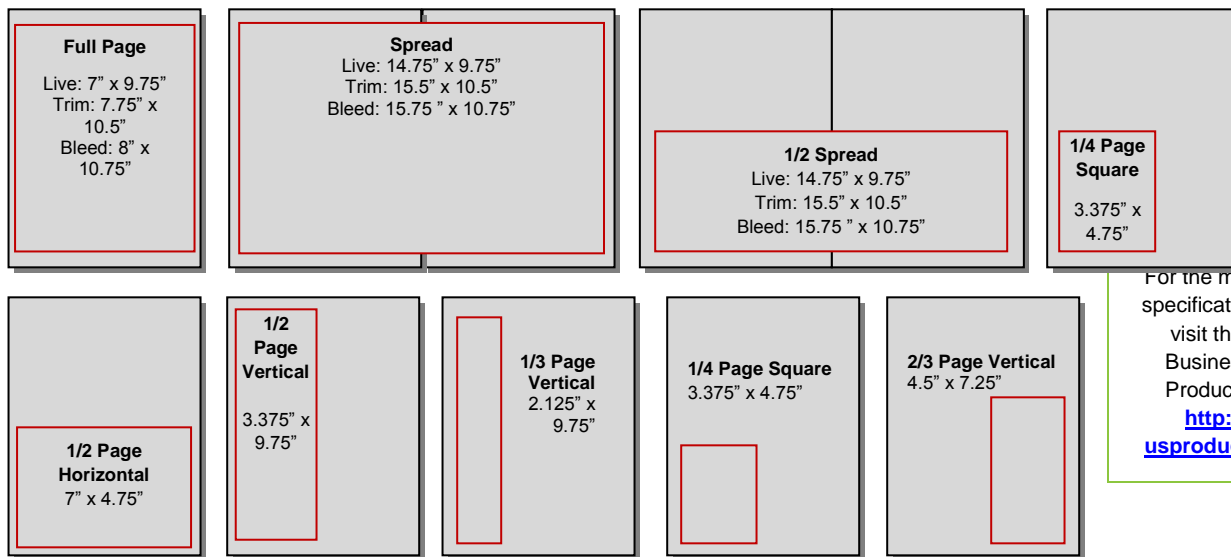 Full Page
Live: 7” x 9.75”
Trim: 7.75” x
10.5”
Bleed: 8” x
10.75”
Spread
Live: 14.75” x 9.75”
Trim: 15.5” x 10.5”
Bleed: 15.75 ” x 10.75”
1/2 Spread
Live: 14.75” x 9.75”
Trim: 15.5” x 10.5”
Bleed: 15.75 ” x 10.75”
1/4 Page
Square
3.375” x
4.75”
1/2 Page
Horizontal
7” x 4.75”
1/2
Page
Vertical
3.375” x
9.75”
1/3 Page
Vertical
2.125” x
9.75”
1/4 Page Square
3.375” x 4.75”
2/3 Page Vertical
4.5” x 7.25”
For the
visit
http: